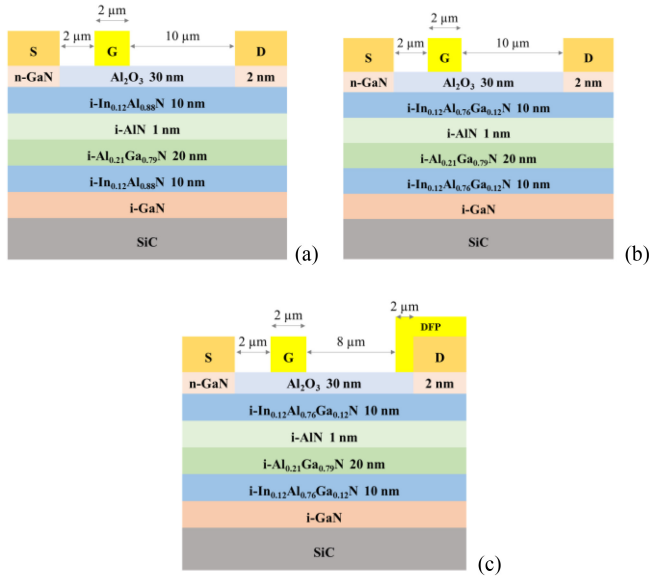 2 µm
S 2 µm G 10 µm D
n-GaN Al₂O₃ 30 nm 2 nm
i-In₀.₁₂Al₀.₈₈N 10 nm
i-AlN 1 nm
i-Al₀.₂₁Ga₀.₇₉N 20 nm
i-In₀.₁₂Al₀.₈₈N 10 nm
i-GaN
SiC
(a)
2 µm
S 2 µm G 10 µm D
n-GaN Al₂O₃ 30 nm 2 nm
i-In₀.₁₂Al₀.₇₆Ga₀.₁₂N 10 nm
i-AlN 1 nm
i-Al₀.₂₁Ga₀.₇₉N 20 nm
i-In₀.₁₂Al₀.₇₆Ga₀.₁₂N 10 nm
i-GaN
SiC
(b)
2 µm 2 µm
DFP
S 2 µm G 8 µm D
n-GaN Al₂O₃ 30 nm 2 nm
i-In₀.₁₂Al₀.₇₆Ga₀.₁₂N 10 nm
i-AlN 1 nm
i-Al₀.₂₁Ga₀.₇₉N 20 nm
i-In₀.₁₂Al₀.₇₆Ga₀.₁₂N 10 nm
i-GaN
SiC
(c)